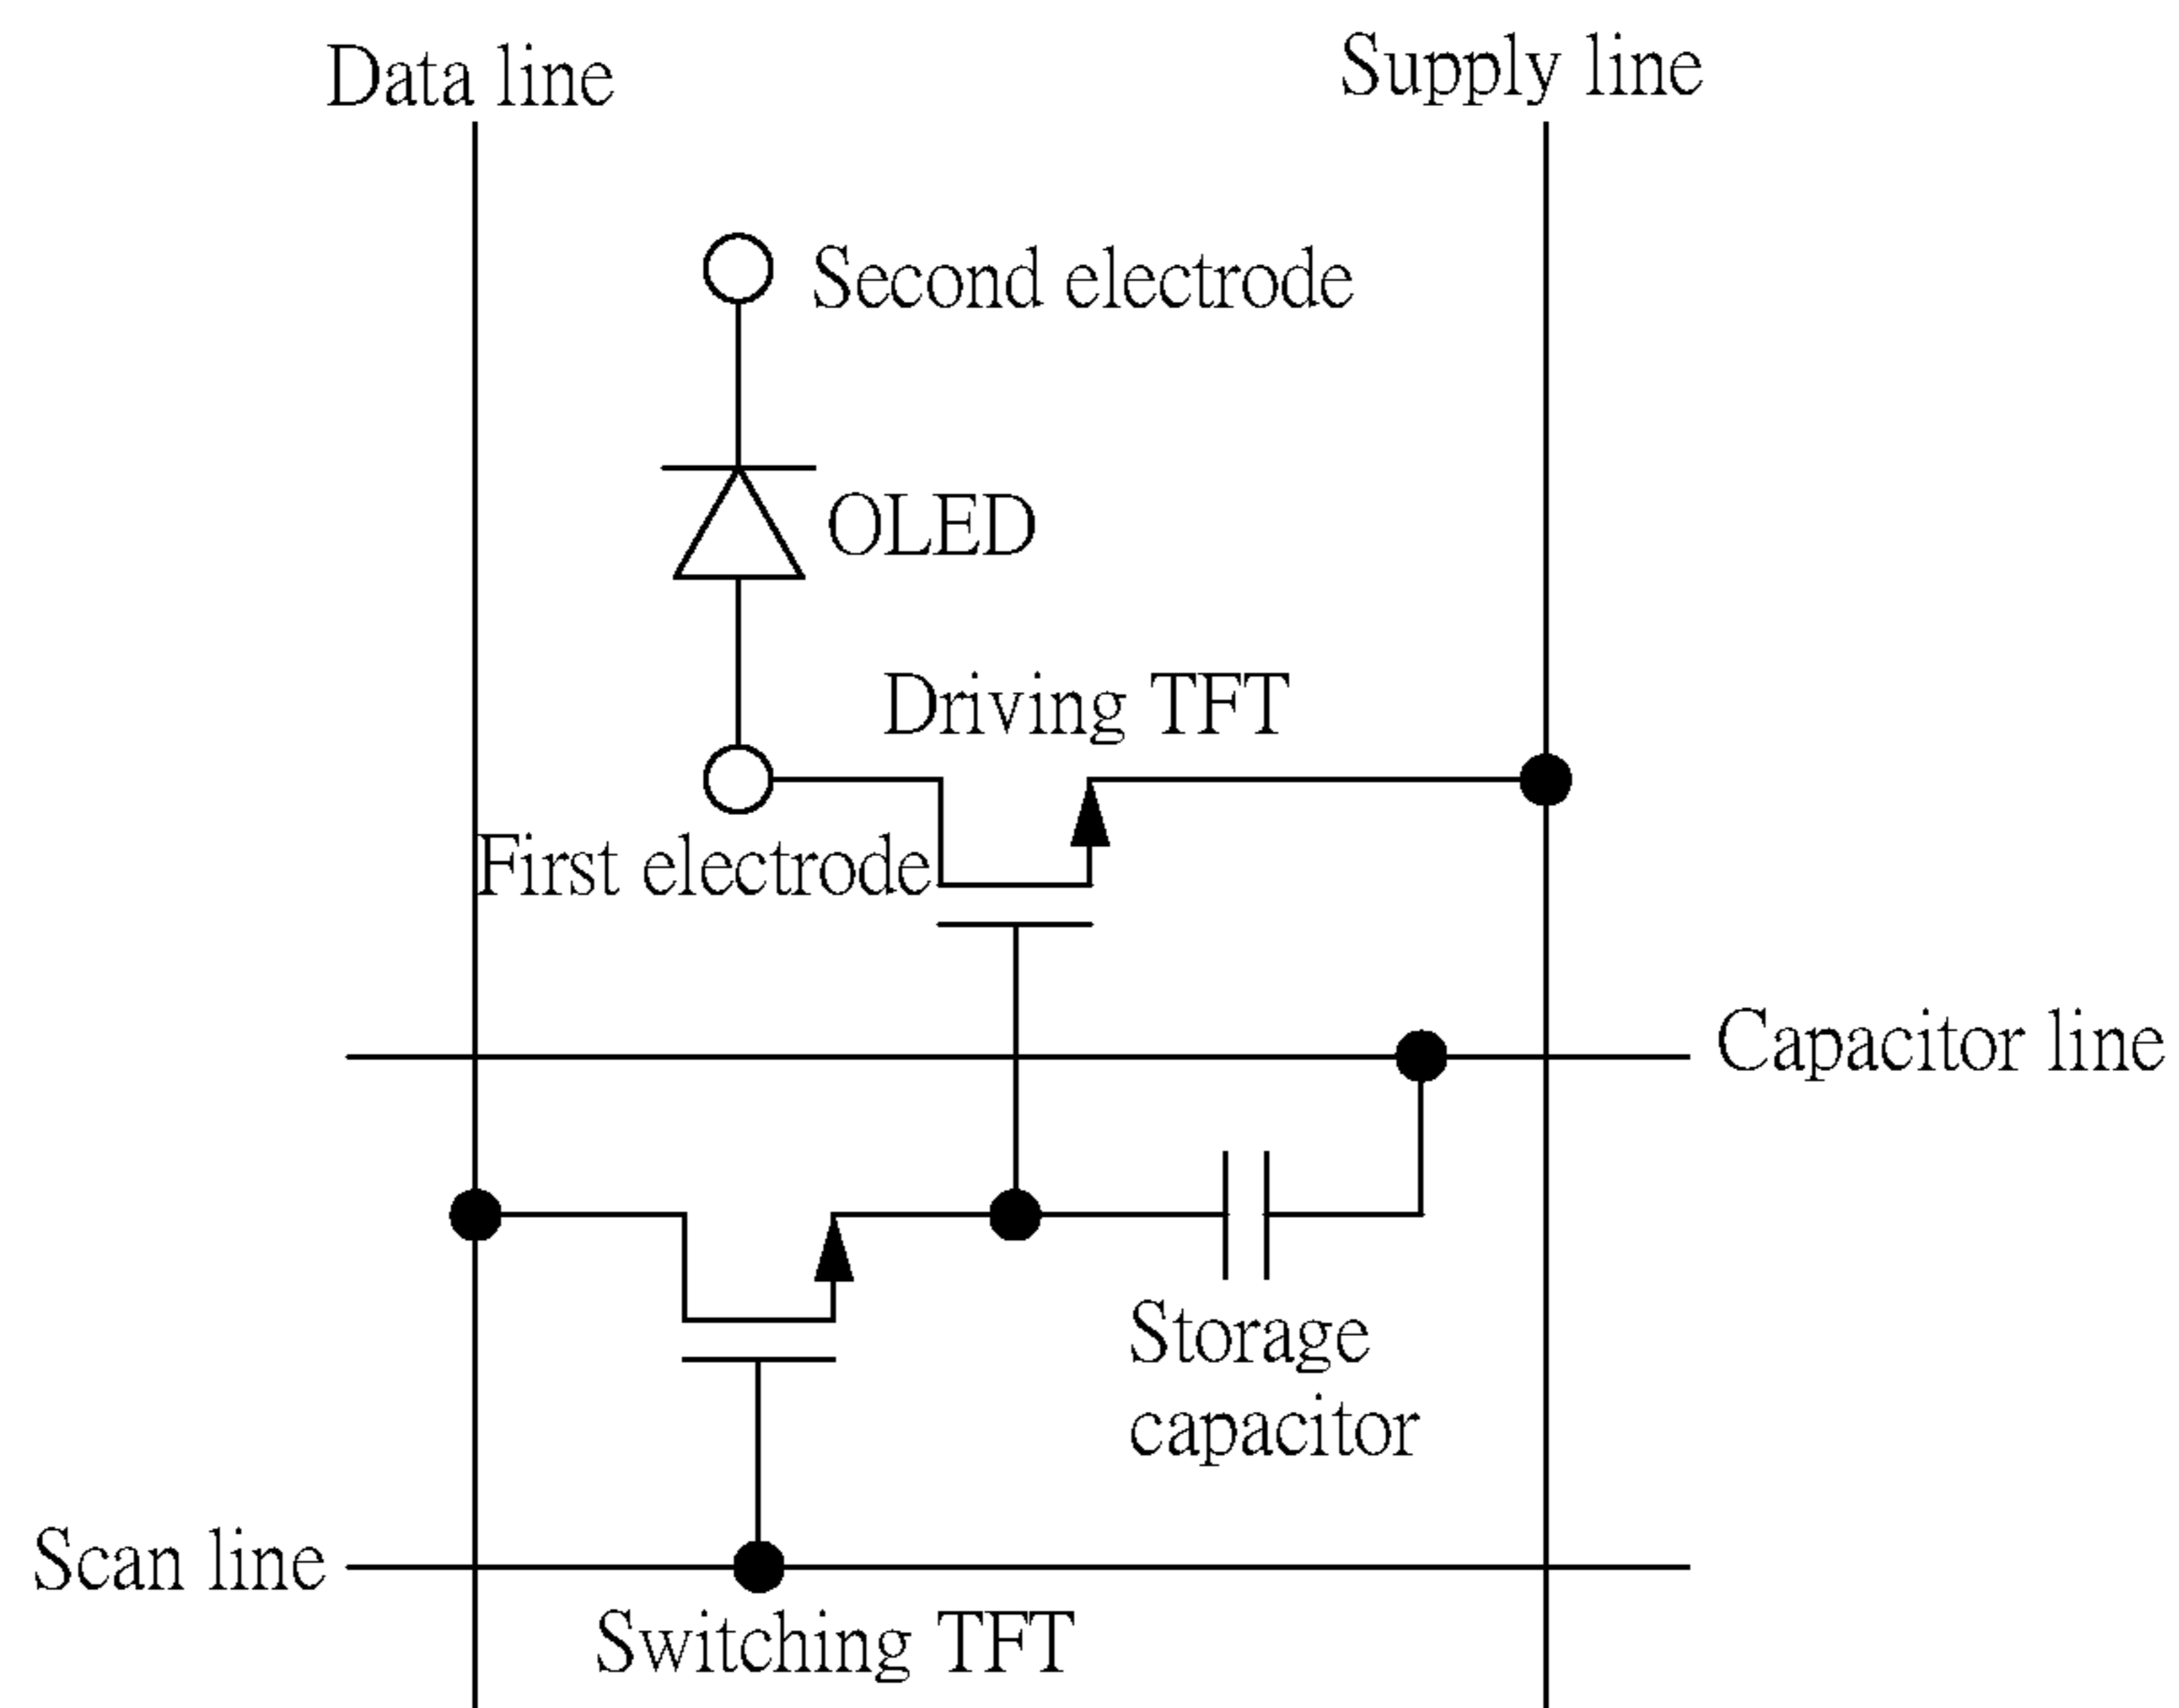 Data line
Supply line
Second electrode
OLED
Driving TFT
First electrode
Capacitor line
Storage
capacitor
Scan line
Switching TFT